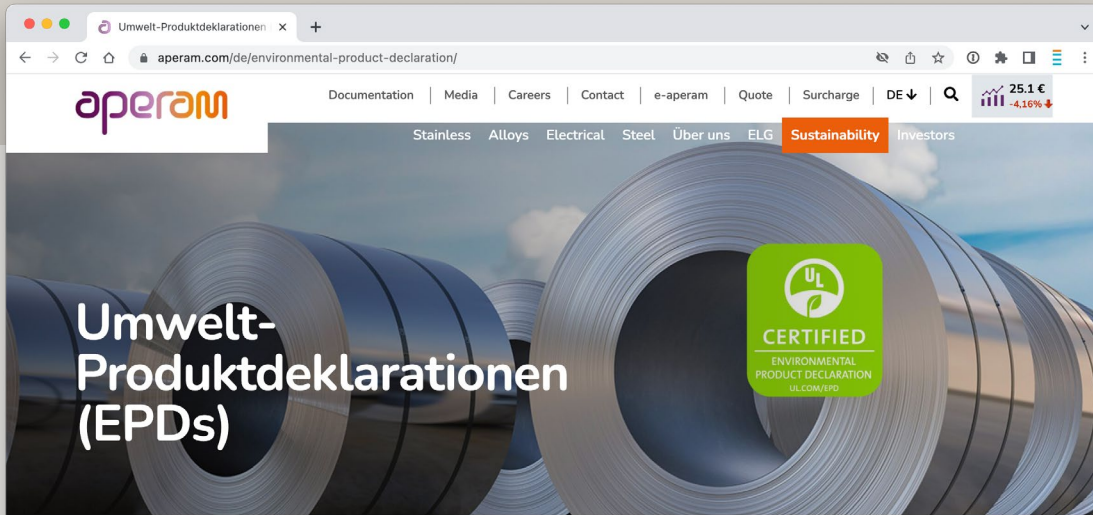 Umwelt-Produktdeklarationen
aperam.com/de/environmental-product-declaration/
aperam
Documentation | Media | Careers | Contact | e-aperam | Quote | Surcharge | DE
25.1 €
-4,16%
Stainless Alloys Electrical Steel Über uns ELG Sustainability Investors
Umwelt-
Produktdeklarationen
(EPDs)
UL
CERTIFIED
ENVIRONMENTAL
PRODUCT DECLARATION
UL.COM/EPD